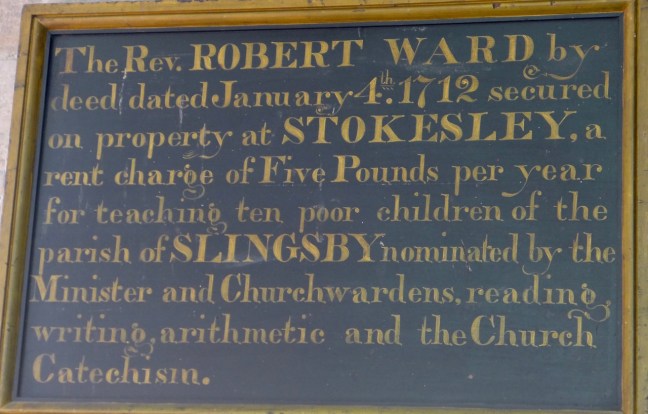 The Rev. ROBERT WARD by
deed dated January 4th. 1712 secured
on property at STOKESLEY, a
rent charge of Five Pounds per year
for teaching ten poor children of the
parish of SLINGSBY nominated by the
Minister and Churchwardens, reading,
writing, arithmetic and the Church
Catechism.